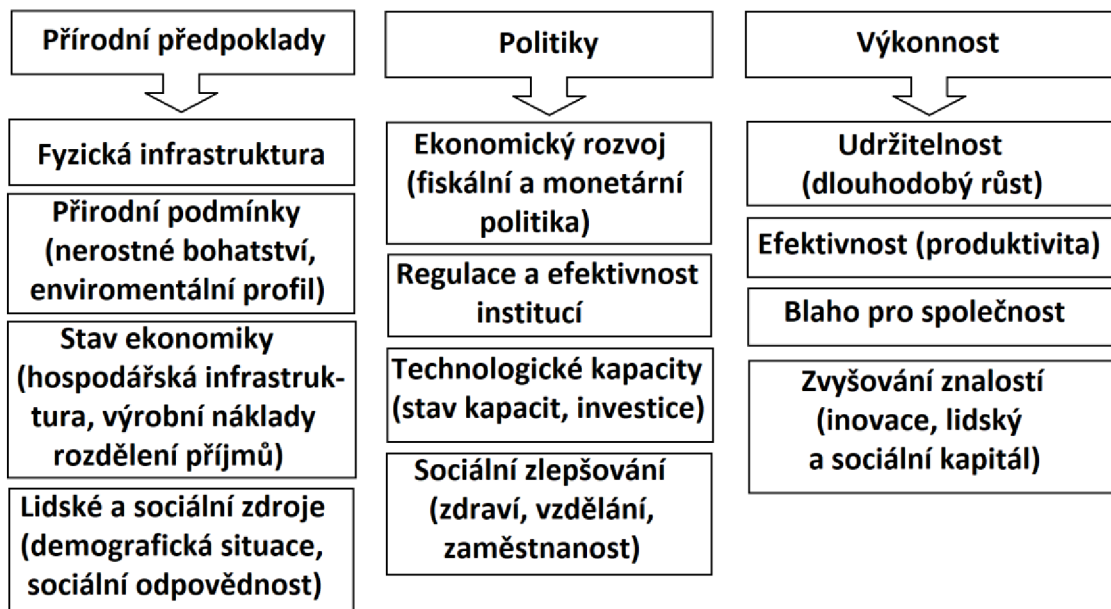 Přírodní předpoklady
Fyzická infrastruktura
Přirodní podmínky
(nerostné bohatství,
enviromentální profil)
Stav ekonomiky
(hospodářská infrastruk-
tura, výrobní náklady
rozdělení příjmů)
Lidské a sociální zdroje
(demografická situace,
sociální odpovědnost)
Politiky
Ekonomický rozvoj
(fiskální a monetární
politika)
Regulace a efektivnost
institucí
Technologické kapacity
(stav kapacit, investice)
Sociální zlepšování
(zdraví, vzdělání,
zaměstnanost)
Výkonnost
Udržitelnost
(dlouhodobý růst)
Efektivnost (produktivita)
Blaho pro společnost
Zvyšování znalostí
(inovace, lidský
a sociální kapitál)